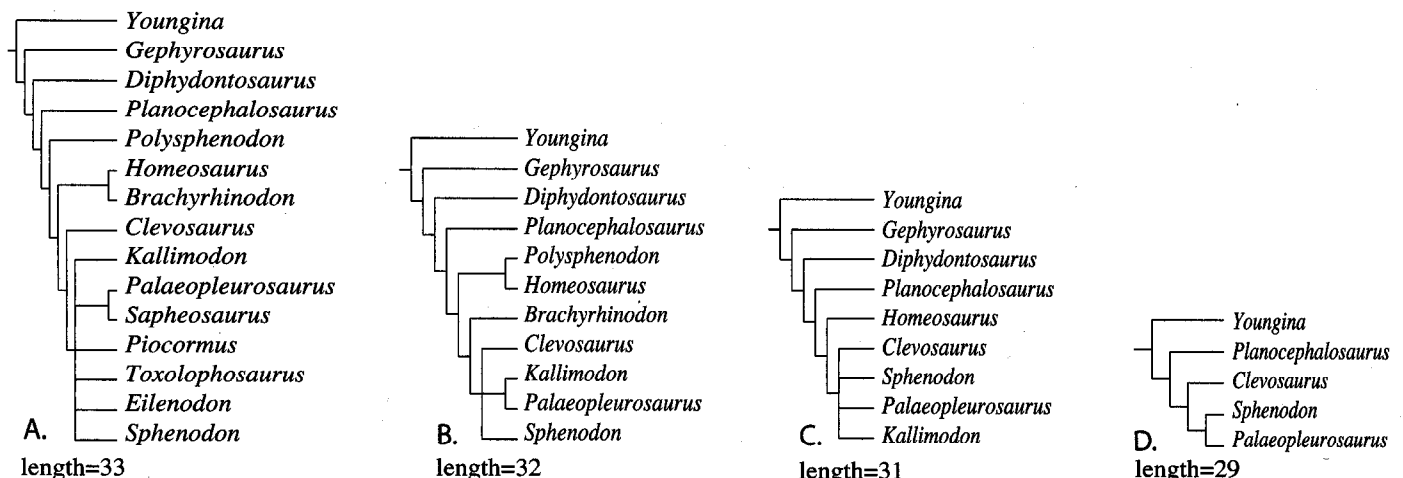 Youngina
Gephyrosaurus
Diphydontosaurus
Planocephalosaurus
Polysphenodon
Homeosaurus
Brachyrhinodon
Clevosaurus
Kallimodon
Palaeopleurosaurus
Sapheosaurus
Piocormus
Toxolophosaurus
Eilenodon
Sphenodon
A.
length=33
Youngina
Gephyrosaurus
Diphydontosaurus
Planocephalosaurus
Polysphenodon
Homeosaurus
Brachyrhinodon
Clevosaurus
Kallimodon
Palaeopleurosaurus
Sphenodon
B.
length=32
Youngina
Gephyrosaurus
Diphydontosaurus
Planocephalosaurus
Homeosaurus
Clevosaurus
Sphenodon
Palaeopleurosaurus
Kallimodon
C.
length=31
Youngina
Planocephalosaurus
Clevosaurus
Sphenodon
Palaeopleurosaurus
D.
length=29